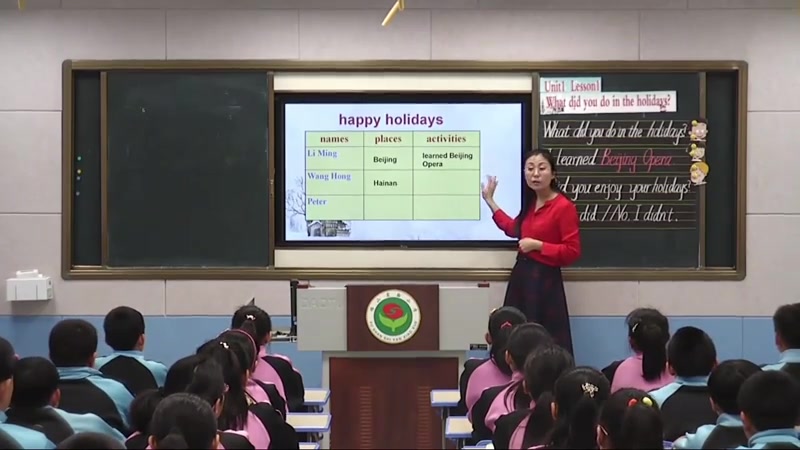 happy holidays
names places activities
Li Ming Beijing learned Beijing
Opera
Wang Hong Hainan
Peter
Unit1 Lesson1
What did you do in the holidays?
What did you do in the holidays?
learned Beijing Opera
you enjoy your holidays?
did / No, I didn't.